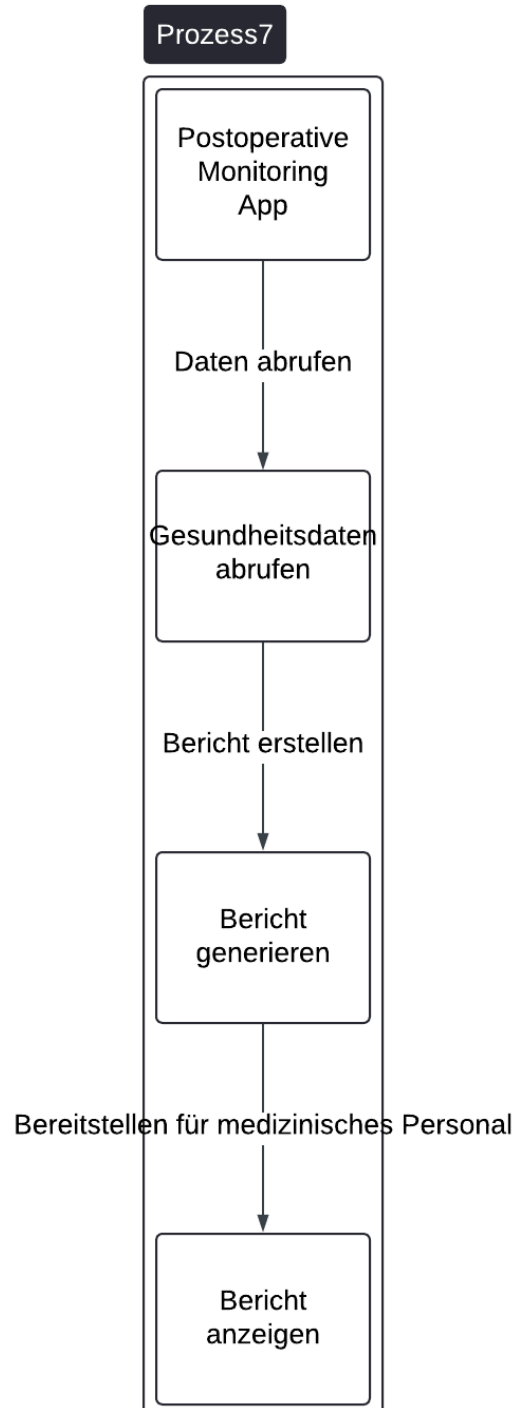 Prozess7
Postoperative
Monitoring
App
Daten abrufen
Gesundheitsdaten
abrufen
Bericht erstellen
Bericht
generieren
Bereitstellen für medizinisches Personal
Bericht
anzeigen